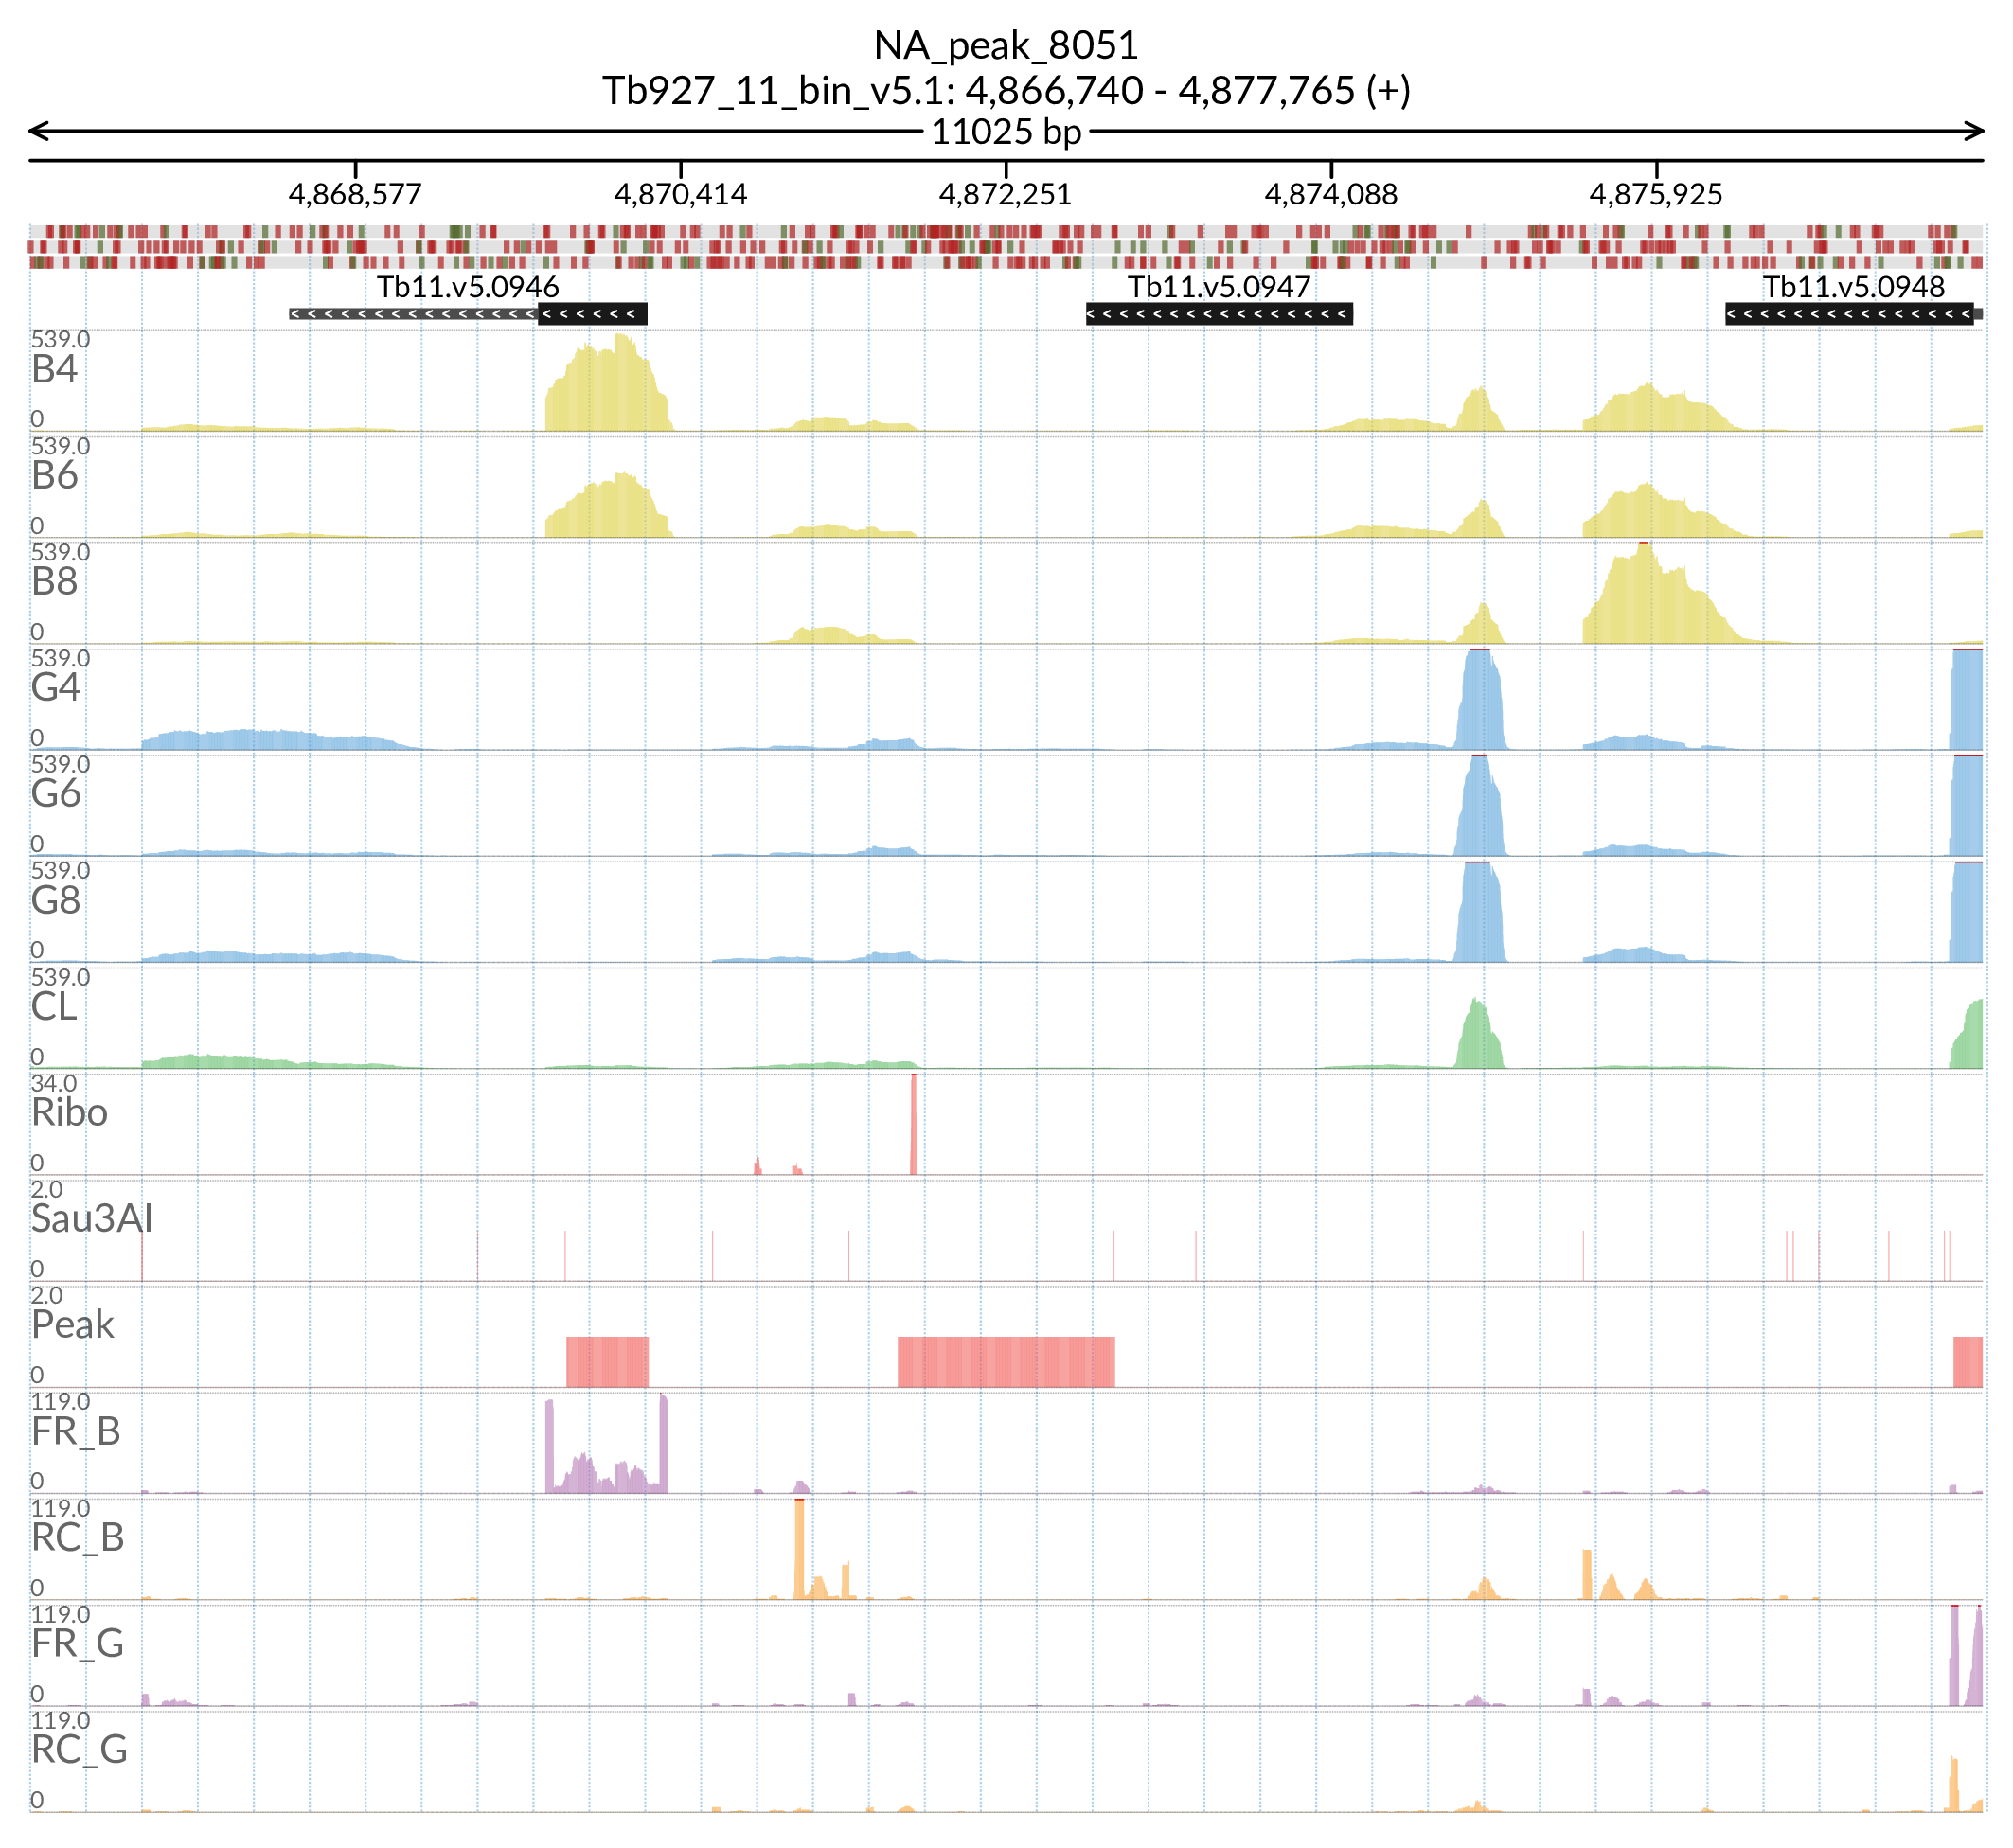 NA_peak_8051
Tb927_11_bin_v5.1: 4,866,740 - 4,877,765 (+)
11025 bp
4,868,577 4,870,414 4,872,251 4,874,088 4,875,925
Tb11.v5.0946 Tb11.v5.0947 Tb11.v5.0948
539.0
B4
0
539.0
B6
0
539.0
B8
0
539.0
G4
0
539.0
G6
0
539.0
G8
0
539.0
CL
0
34.0
Ribo
0
2.0
Sau3AI
0
2.0
Peak
0
119.0
FR_B
0
119.0
RC_B
0
119.0
FR_G
0
119.0
RC_G
0